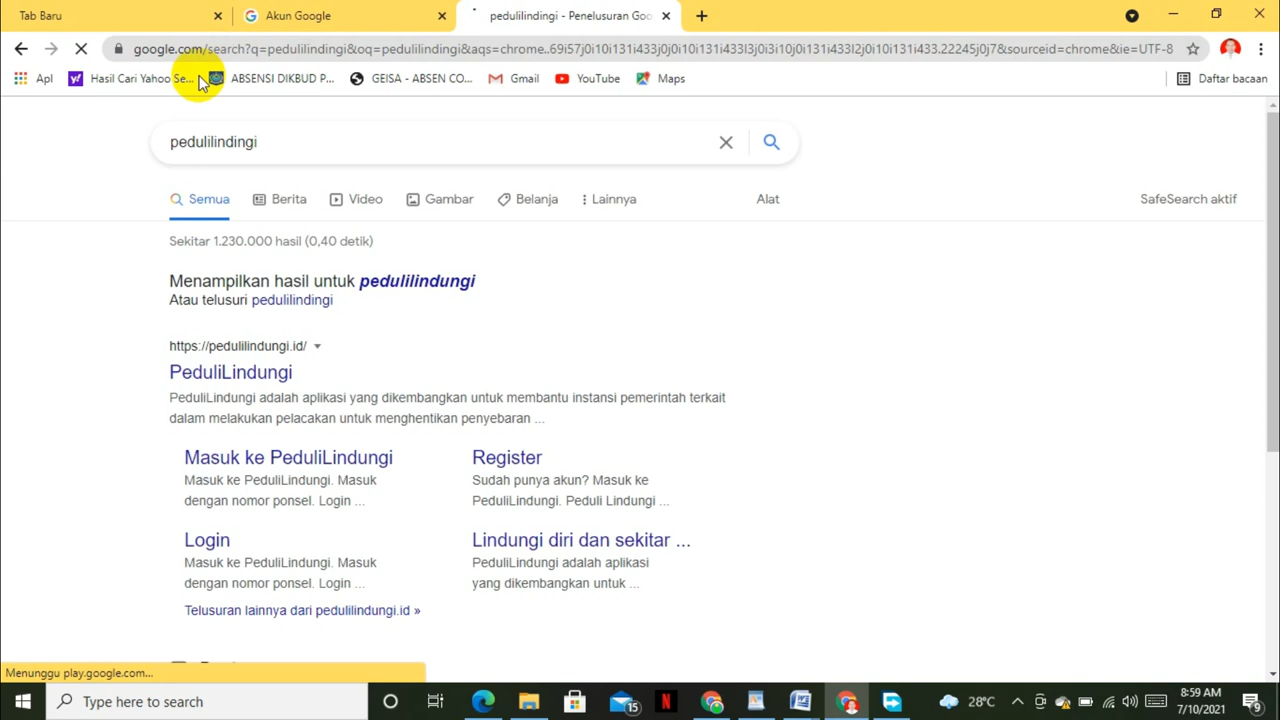 Tab Baru
Akun Google
pedulilindingi - Penelusuran Goo
google.com/search?q=pedulilindingi&oq=pedulilindingi&aqs=chrome..69i57j0i10i131i433j0j0i10i131i433l3j0i3i10j0i10i131i433l2j0i10i131i433.22245j0j7&sourceid=chrome&ie=UTF-8
Apl
Hasil Cari Yahoo Se...
ABSENSI DIKBUD P...
GEISA - ABSEN CO...
Gmail
YouTube
Maps
Daftar bacaan
pedulilindingi
Semua
Berita
Video
Gambar
Belanja
Lainnya
Alat
SafeSearch aktif
Sekitar 1.230.000 hasil (0,40 detik)
Menampilkan hasil untuk pedulilindungi
Atau telusuri pedulilindingi
https://pedulilindungi.id/
PeduliLindungi
PeduliLindungi adalah aplikasi yang dikembangkan untuk membantu instansi pemerintah terkait
dalam melakukan pelacakan untuk menghentikan penyebaran ...
Masuk ke PeduliLindungi
Masuk ke PeduliLindungi. Masuk
dengan nomor ponsel. Login ...
Register
Sudah punya akun? Masuk ke
PeduliLindungi. Peduli Lindungi ...
Login
Masuk ke PeduliLindungi. Masuk
dengan nomor ponsel. Login ...
Lindungi diri dan sekitar ...
PeduliLindungi adalah aplikasi
yang dikembangkan untuk ...
Telusuran lainnya dari pedulilindungi.id »
Menunggu play.google.com...
Type here to search
15
28°C
8:59 AM
7/10/2021
9